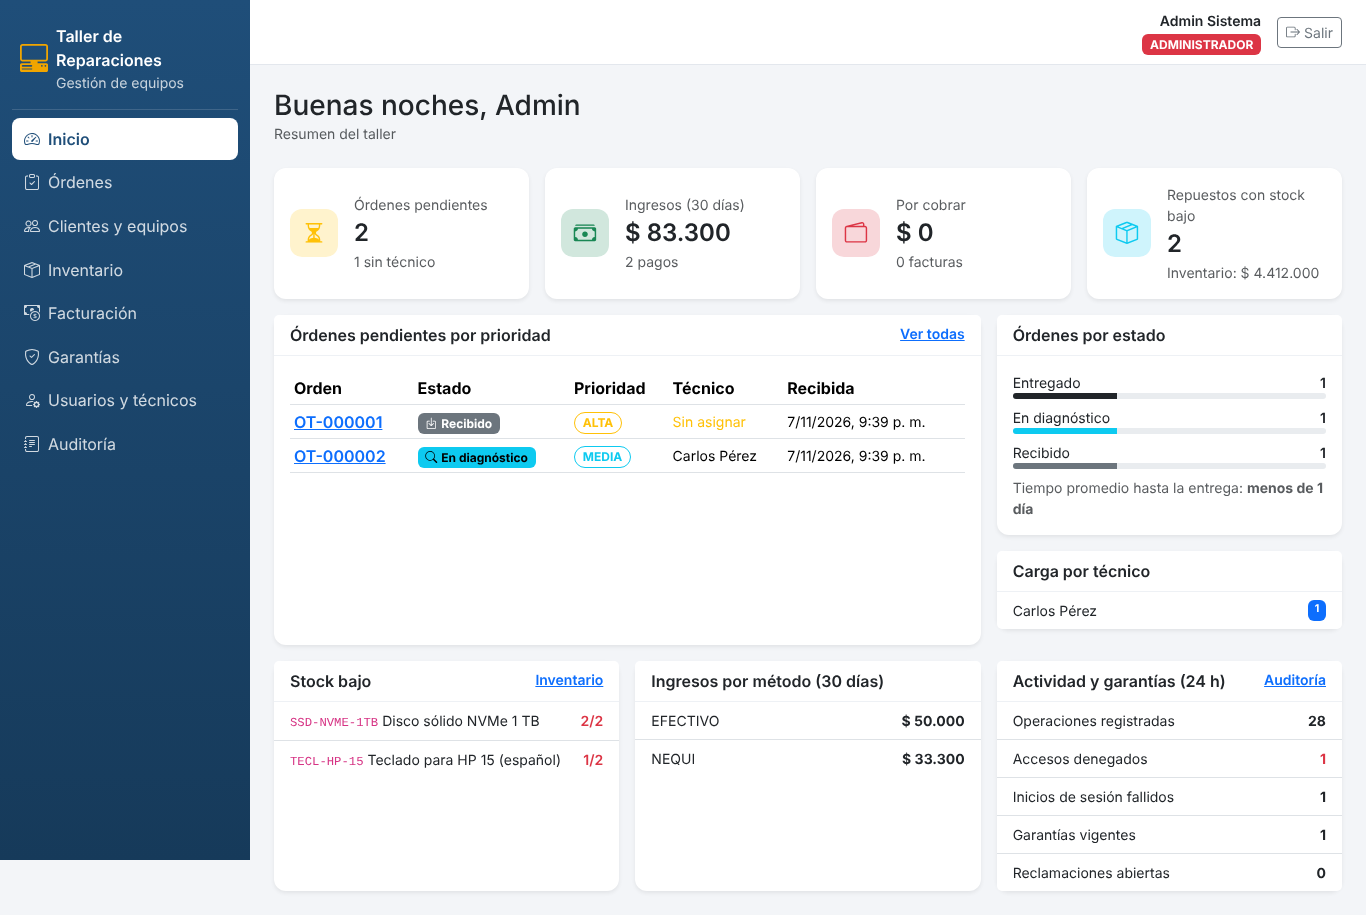 Taller de
Reparaciones
Gestión de equipos
Inicio
Órdenes
Clientes y equipos
Inventario
Facturación
Garantías
Usuarios y técnicos
Auditoría
Admin Sistema
ADMINISTRADOR
Salir
Buenas noches, Admin
Resumen del taller
Órdenes pendientes
2
1 sin técnico
Ingresos (30 días)
$ 83.300
2 pagos
Por cobrar
$ 0
0 facturas
Repuestos con stock
bajo
2
Inventario: $ 4.412.000
Órdenes pendientes por prioridad Ver todas
Orden Estado Prioridad Técnico Recibida
OT-000001 Recibido ALTA Sin asignar 7/11/2026, 9:39 p. m.
OT-000002 En diagnóstico MEDIA Carlos Pérez 7/11/2026, 9:39 p. m.
Órdenes por estado
Entregado 1
En diagnóstico 1
Recibido 1
Tiempo promedio hasta la entrega: menos de 1
día
Carga por técnico
Carlos Pérez 1
Stock bajo Inventario
SSD-NVME-1TB Disco sólido NVMe 1 TB 2/2
TECL-HP-15 Teclado para HP 15 (español) 1/2
Ingresos por método (30 días)
EFECTIVO $ 50.000
NEQUI $ 33.300
Actividad y garantías (24 h) Auditoría
Operaciones registradas 28
Accesos denegados 1
Inicios de sesión fallidos 1
Garantías vigentes 1
Reclamaciones abiertas 0